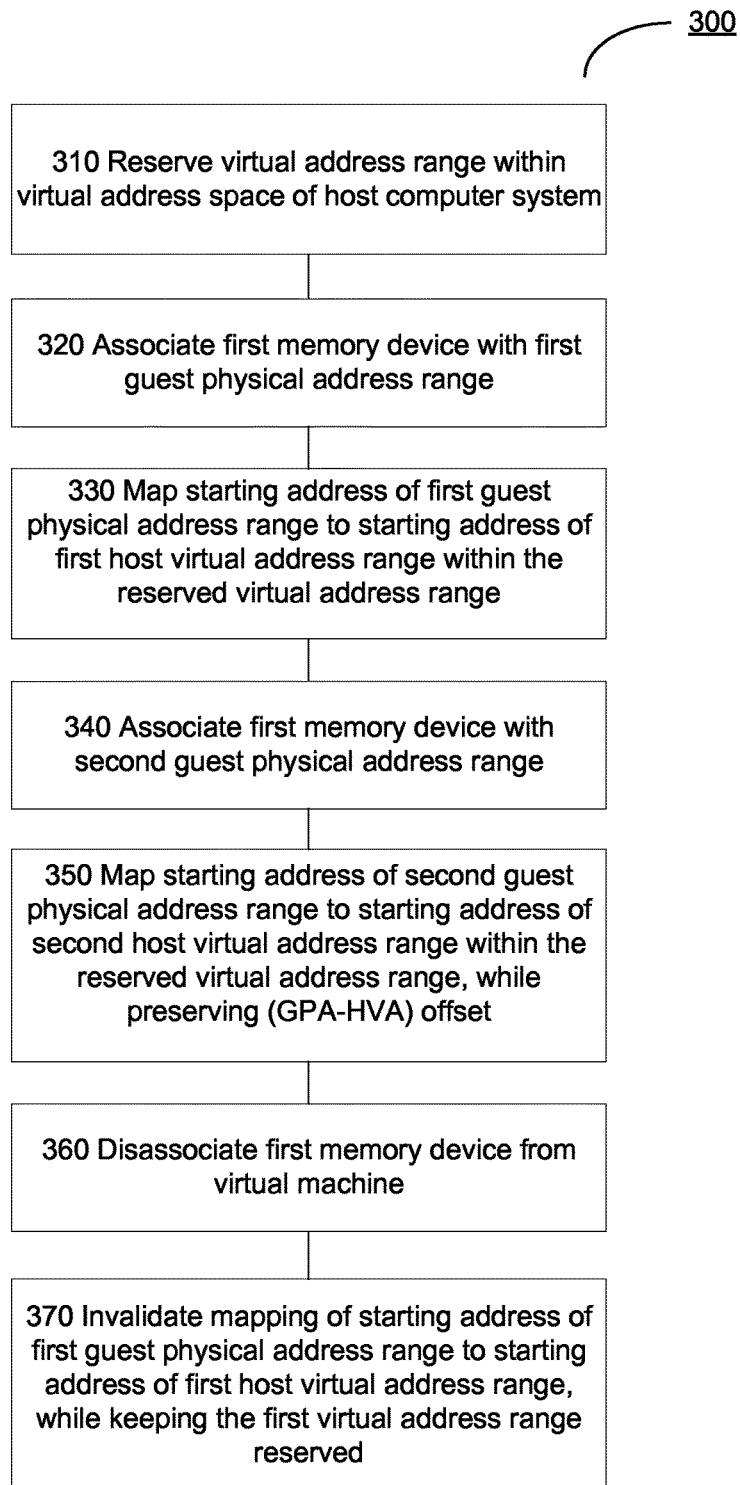 300
310 Reserve virtual address range within
virtual address space of host computer system
320 Associate first memory device with first
guest physical address range
330 Map starting address of first guest
physical address range to starting address of
first host virtual address range within the
reserved virtual address range
340 Associate first memory device with
second guest physical address range
350 Map starting address of second guest
physical address range to starting address of
second host virtual address range within the
reserved virtual address range, while
preserving (GPA-HVA) offset
360 Disassociate first memory device from
virtual machine
370 Invalidate mapping of starting address of
first guest physical address range to starting
address of first host virtual address range,
while keeping the first virtual address range
reserved